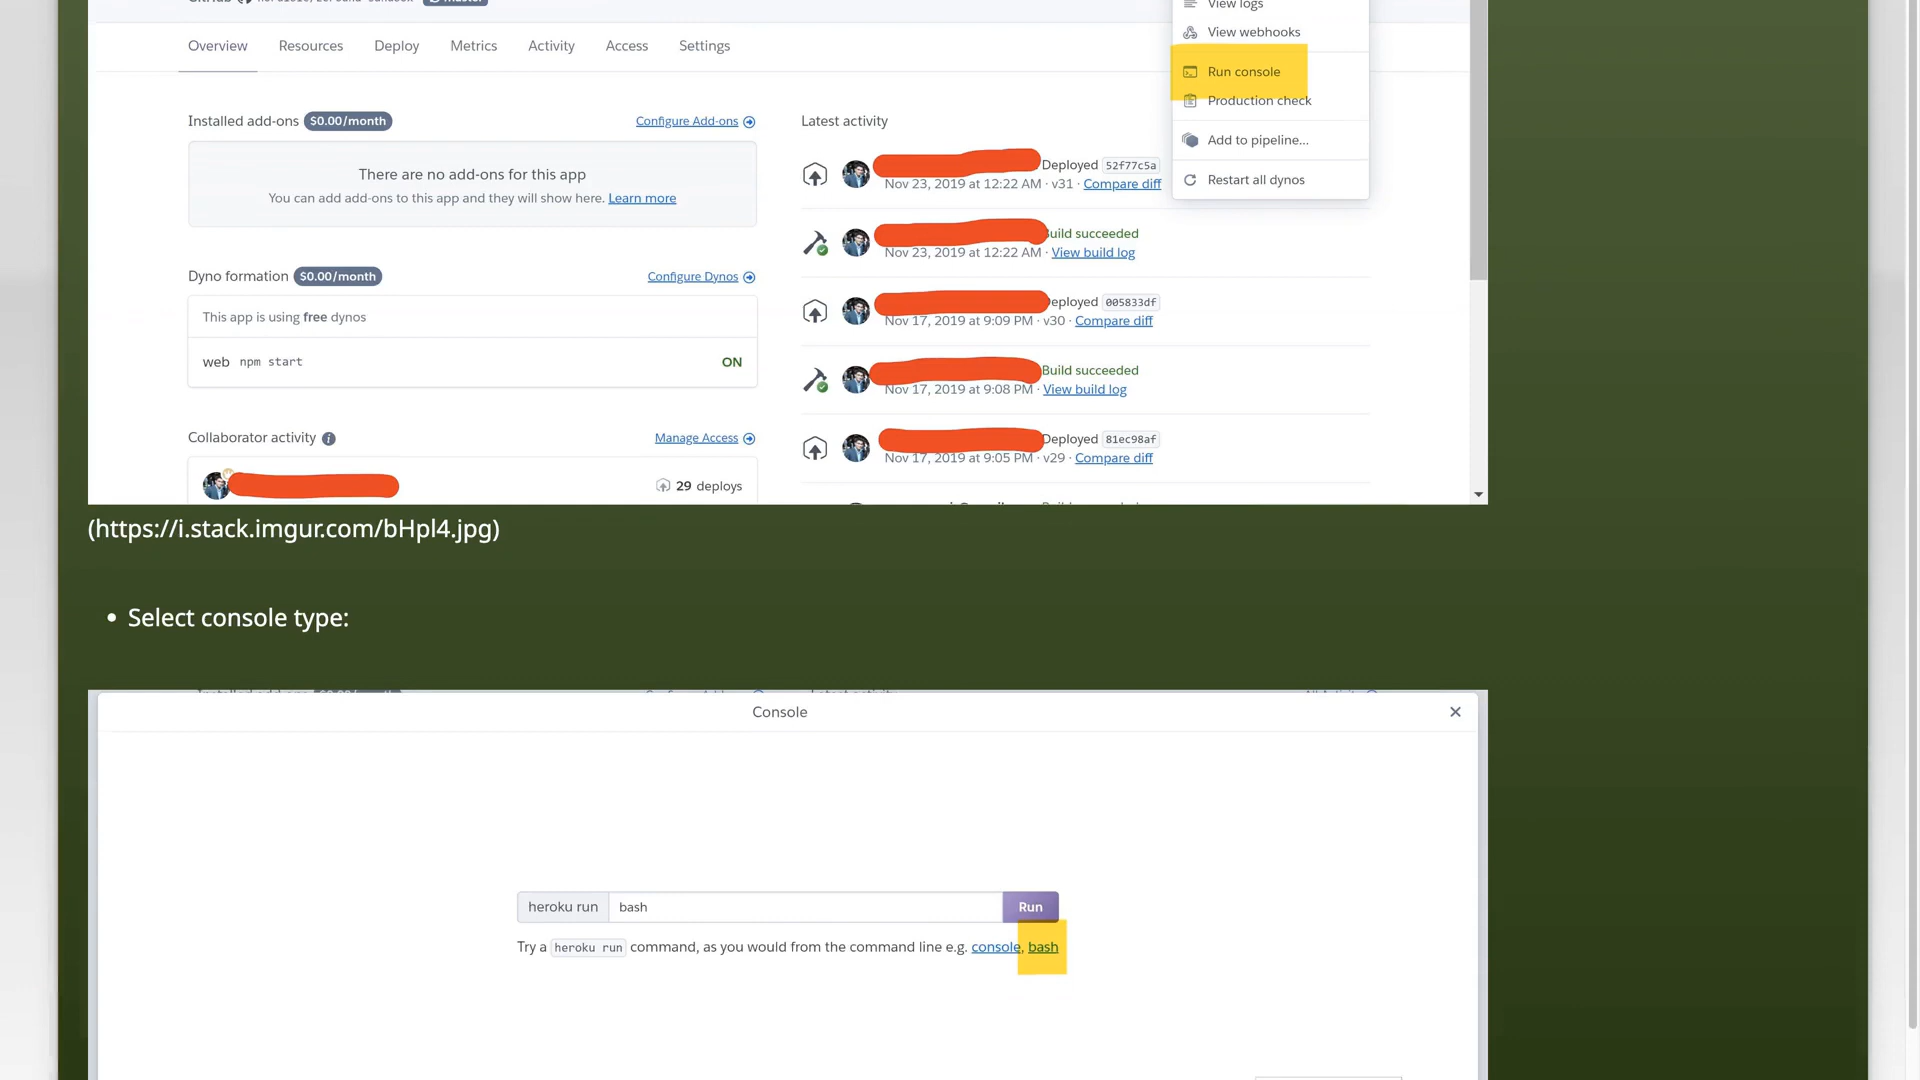 View logs
View webhooks
Overview Resources Deploy Metrics Activity Access Settings
Run console
Production check
Add to pipeline...
Restart all dynos
Installed add-ons $0.00/month Configure Add-ons
There are no add-ons for this app
You can add add-ons to this app and they will show here. Learn more
Dyno formation $0.00/month Configure Dynos
This app is using free dynos
web npm start ON
Collaborator activity Manage Access
29 deploys
Latest activity
Deployed 52f77c5a
Nov 23, 2019 at 12:22 AM · v31 · Compare diff
Build succeeded
Nov 23, 2019 at 12:22 AM · View build log
Deployed 005833df
Nov 17, 2019 at 9:09 PM · v30 · Compare diff
Build succeeded
Nov 17, 2019 at 9:08 PM · View build log
Deployed 81ec98af
Nov 17, 2019 at 9:05 PM · v29 · Compare diff
(https://i.stack.imgur.com/bHpl4.jpg)
• Select console type:
Console
heroku run bash Run
Try a heroku run command, as you would from the command line e.g. console, bash